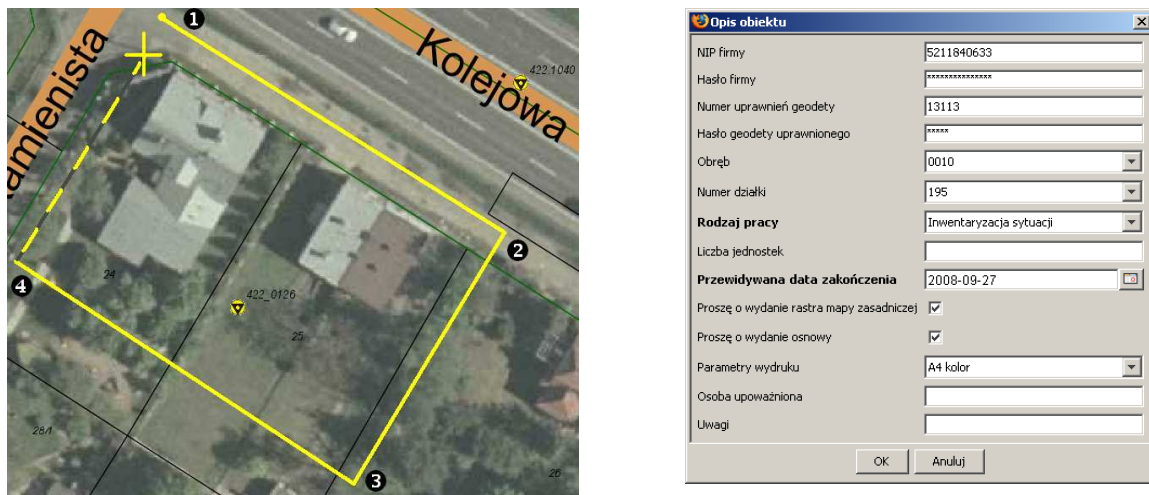 1
Kamienista
Kolejowa
422.1040
2
4
24
422_0126
25
28/1
3
26
Opis obiektu
NIP firmy 5211840633
Hasło firmy ***************
Numer uprawnień geodety 13113
Hasło geodety uprawnionego *****
Obręb 0010
Numer działki 195
Rodzaj pracy Inwentaryzacja sytuacji
Liczba jednostek
Przewidywana data zakończenia 2008-09-27
Proszę o wydanie rastra mapy zasadniczej
Proszę o wydanie osnowy
Parametry wydruku A4 kolor
Osoba upoważniona
Uwagi
OK Anuluj